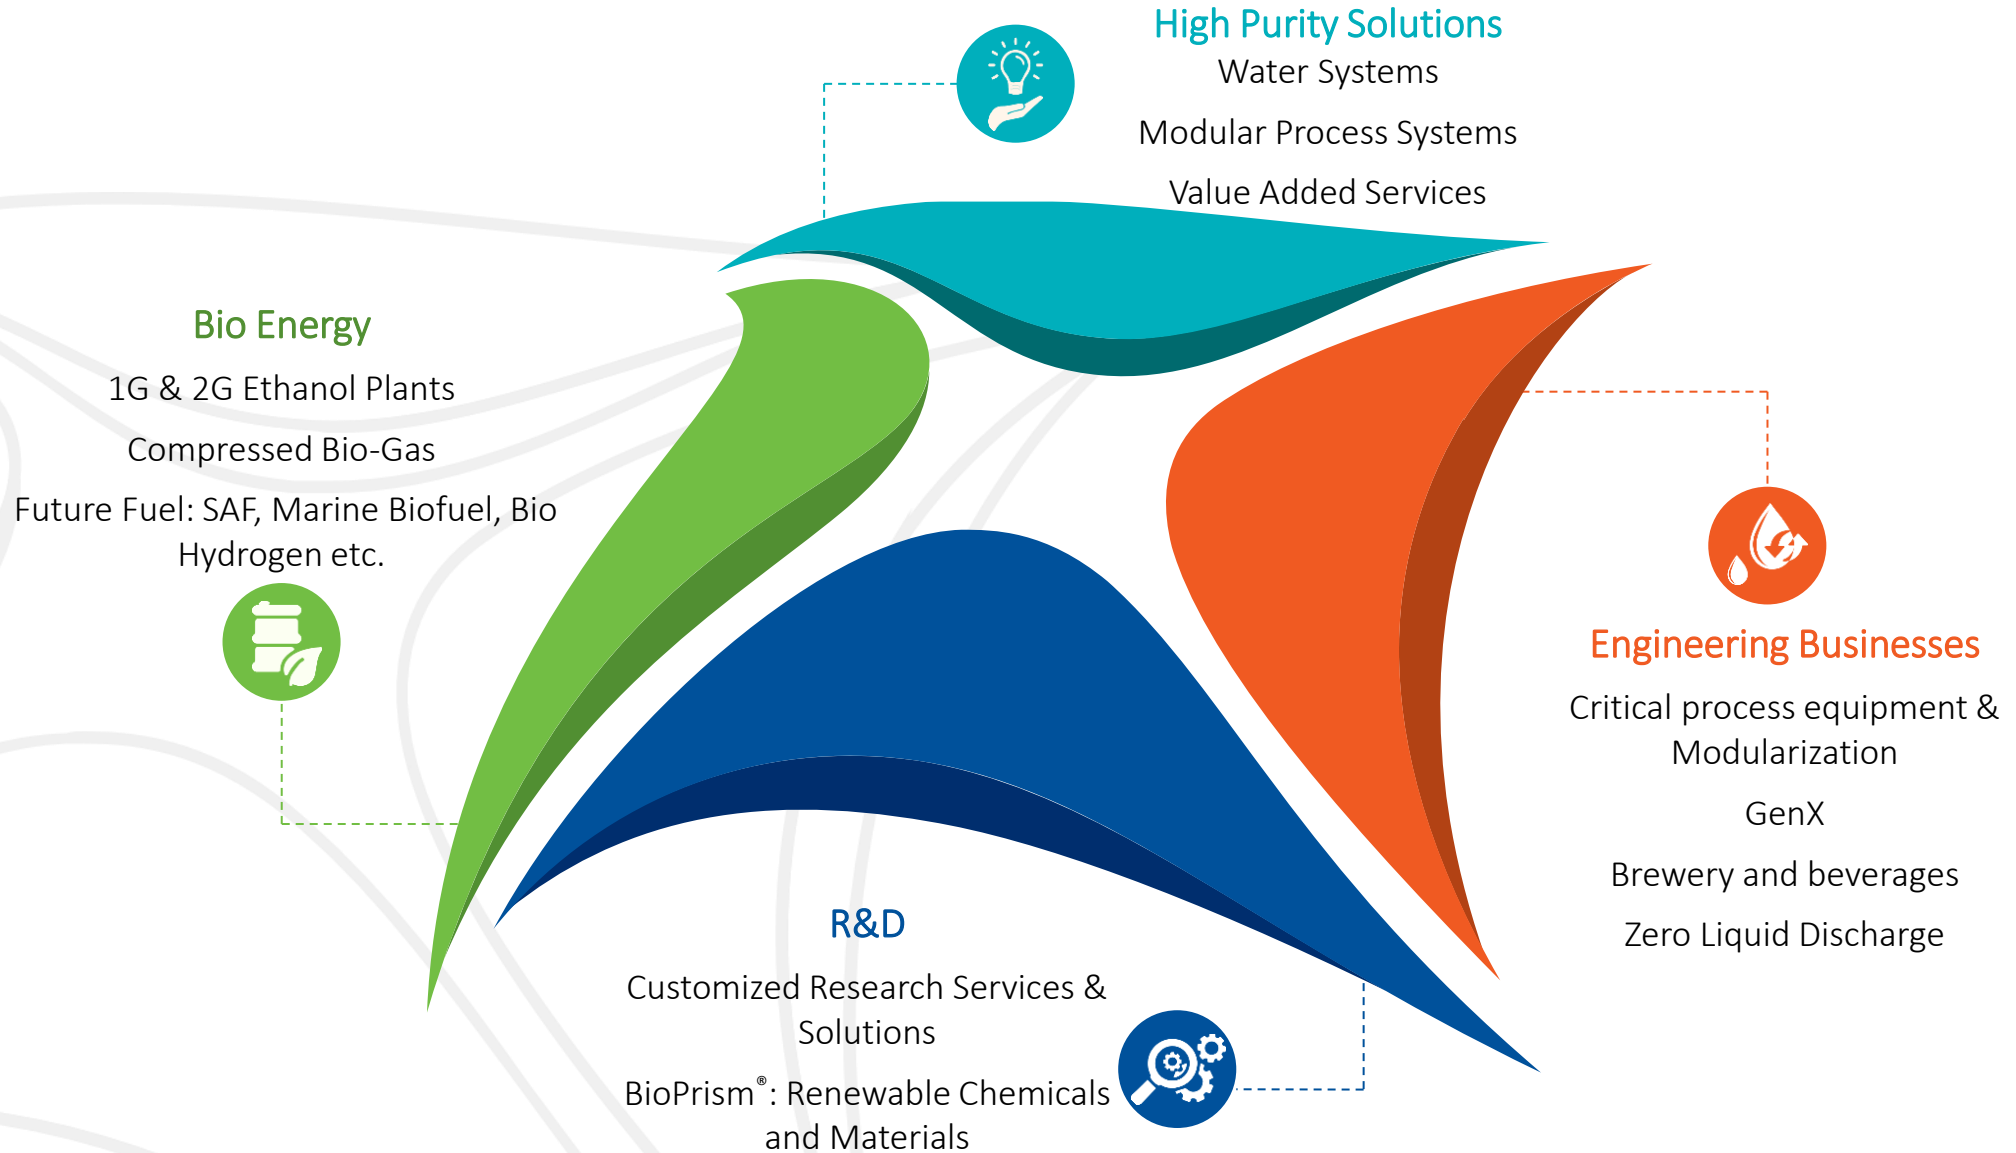 High Purity Solutions
Water Systems
Modular Process Systems
Value Added Services
Bio Energy
1G & 2G Ethanol Plants
Compressed Bio-Gas
Future Fuel: SAF, Marine Biofuel, Bio
Hydrogen etc.
Engineering Businesses
Critical process equipment &
Modularization
GenX
Brewery and beverages
Zero Liquid Discharge
R&D
Customized Research Services &
Solutions
BioPrism®: Renewable Chemicals
and Materials